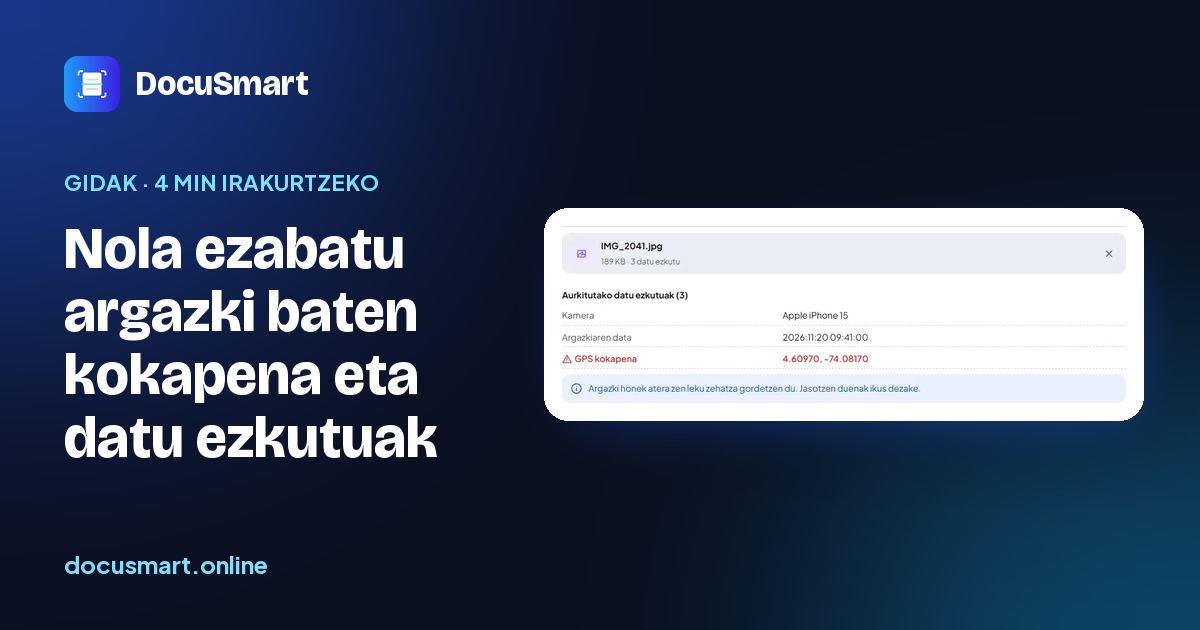 DocuSmart
GIDAK · 4 MIN IRAKURTZEKO
Nola ezabatu
argazki baten
kokapena eta
datu ezkutuak
docusmart.online
IMG_2041.jpg
189 KB · 3 datu ezkutu
Aurkitutako datu ezkutuak (3)
Kamera Apple iPhone 15
Argazkiaren data 2026:11:20 09:41:00
GPS kokapena 4.60970, -74.08170
Argazki honek atera zen leku zehatza gordetzen du. Jasotzen duenak ikus dezake.